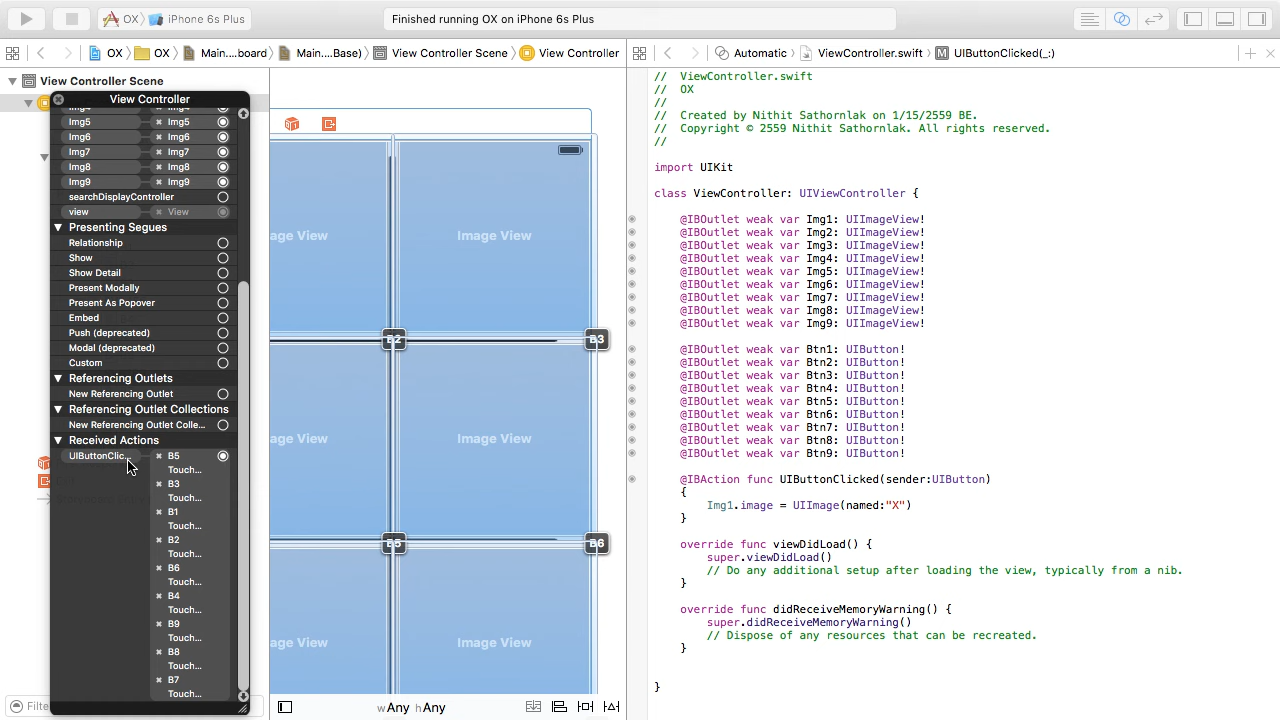 OX
iPhone 6s Plus
Finished running OX on iPhone 6s Plus
OX
OX
Main....board
Main....Base)
View Controller Scene
View Controller
Automatic
ViewController.swift
M
UIButtonClicked(_:)
View Controller Scene
View Controller
Img4 Img4
Img5 Img5
Img6 Img6
Img7 Img7
Img8 Img8
Img9 Img9
searchDisplayController
view View
Presenting Segues
Relationship
Show
Show Detail
Present Modally
Present As Popover
Embed
Push (deprecated)
Modal (deprecated)
Custom
Referencing Outlets
New Referencing Outlet
Referencing Outlet Collections
New Referencing Outlet Colle...
Received Actions
UIButtonClic... B5
Touch...
B3
Touch...
B1
Touch...
B2
Touch...
B6
Touch...
B4
Touch...
B9
Touch...
B8
Touch...
B7
Touch...
Filte
age View
Image View
B2
B3
age View
Image View
B5
B6
age View
Image View
wAny hAny
// ViewController.swift
// OX
//
// Created by Nithit Sathornlak on 1/15/2559 BE.
// Copyright © 2559 Nithit Sathornlak. All rights reserved.
//
import UIKit
class ViewController: UIViewController {
@IBOutlet weak var Img1: UIImageView!
@IBOutlet weak var Img2: UIImageView!
@IBOutlet weak var Img3: UIImageView!
@IBOutlet weak var Img4: UIImageView!
@IBOutlet weak var Img5: UIImageView!
@IBOutlet weak var Img6: UIImageView!
@IBOutlet weak var Img7: UIImageView!
@IBOutlet weak var Img8: UIImageView!
@IBOutlet weak var Img9: UIImageView!
@IBOutlet weak var Btn1: UIButton!
@IBOutlet weak var Btn2: UIButton!
@IBOutlet weak var Btn3: UIButton!
@IBOutlet weak var Btn4: UIButton!
@IBOutlet weak var Btn5: UIButton!
@IBOutlet weak var Btn6: UIButton!
@IBOutlet weak var Btn7: UIButton!
@IBOutlet weak var Btn8: UIButton!
@IBOutlet weak var Btn9: UIButton!
@IBAction func UIButtonClicked(sender:UIButton)
{
Img1.image = UIImage(named:"X")
}
override func viewDidLoad() {
super.viewDidLoad()
// Do any additional setup after loading the view, typically from a nib.
}
override func didReceiveMemoryWarning() {
super.didReceiveMemoryWarning()
// Dispose of any resources that can be recreated.
}
}